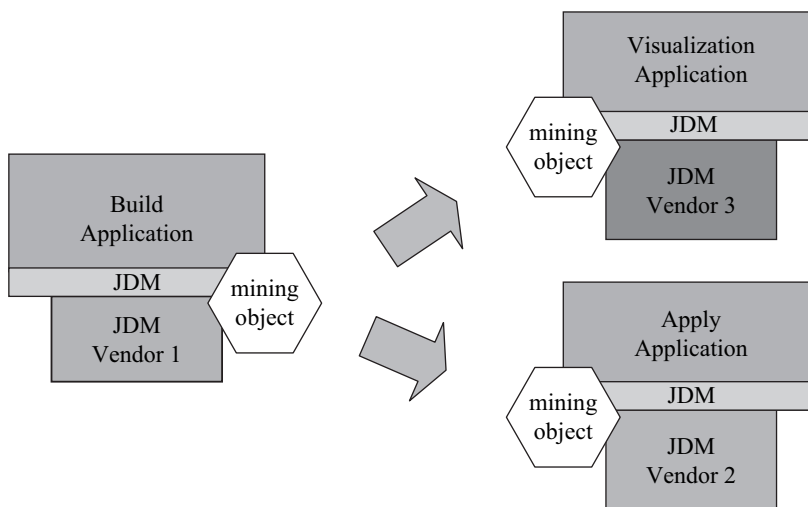 Build
Application
JDM
JDM
Vendor 1
mining
object
Visualization
Application
JDM
mining
object
JDM
Vendor 3
Apply
Application
JDM
mining
object
JDM
Vendor 2